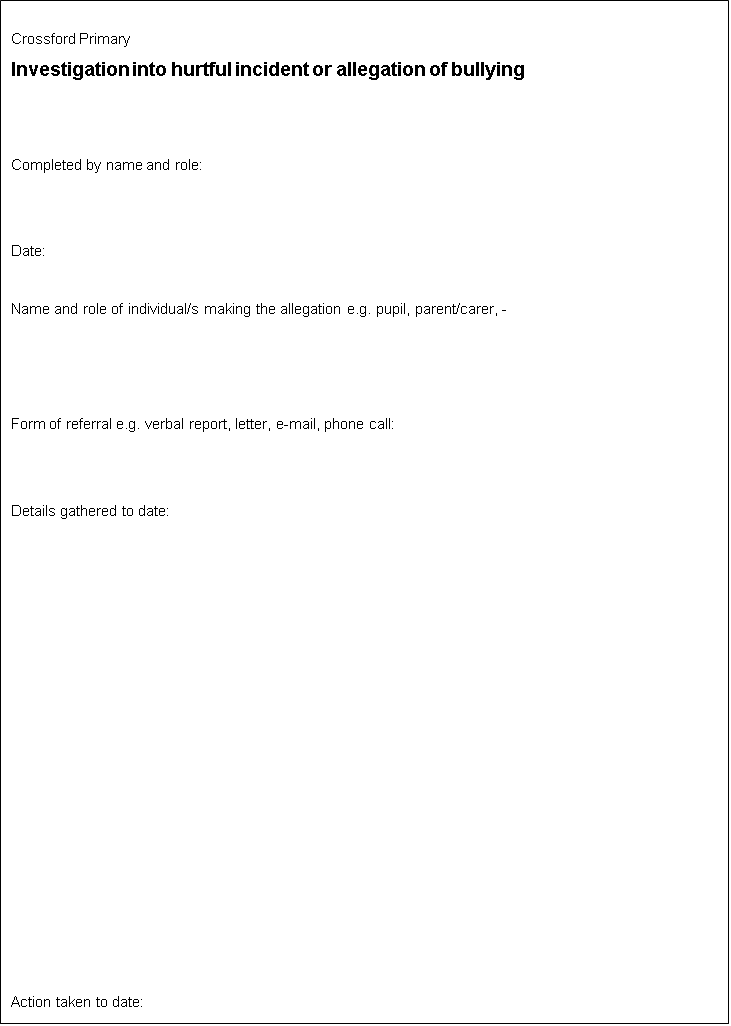 Crossford Primary
Investigation into hurtful incident or allegation of bullying
Completed by name and role:
Date:
Name and role of individual/s making the allegation e.g. pupil, parent/carer, -
Form of referral e.g. verbal report, letter, e-mail, phone call:
Details gathered to date:
Action taken to date: